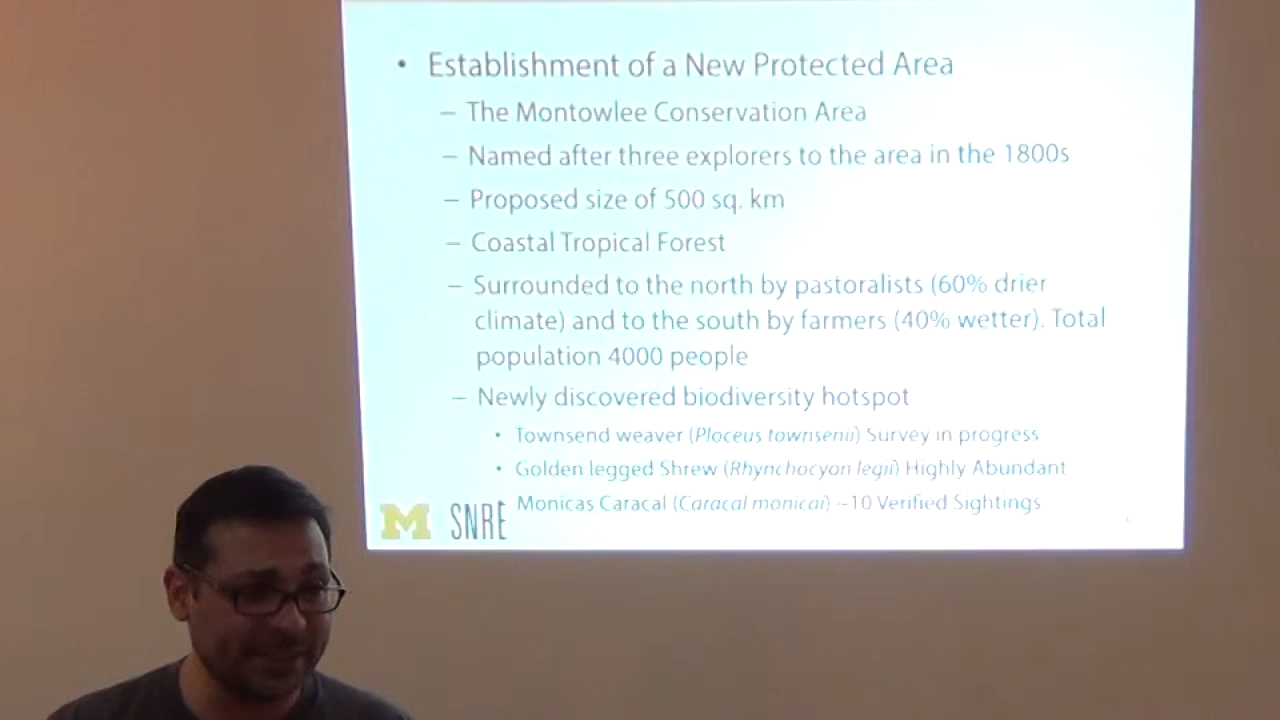 • Establishment of a New Protected Area
– The Montowlee Conservation Area
– Named after three explorers to the area in the 1800s
– Proposed size of 500 sq. km
– Coastal Tropical Forest
– Surrounded to the north by pastoralists (60% drier
climate) and to the south by farmers (40% wetter). Total
population 4000 people
– Newly discovered biodiversity hotspot
• Townsend weaver (Ploceus townsenii) Survey in progress
• Golden legged Shrew (Rhynchocyon legii) Highly Abundant
Monicas Caracal (Caracal monicai) ~10 Verified Sightings
M SNRE